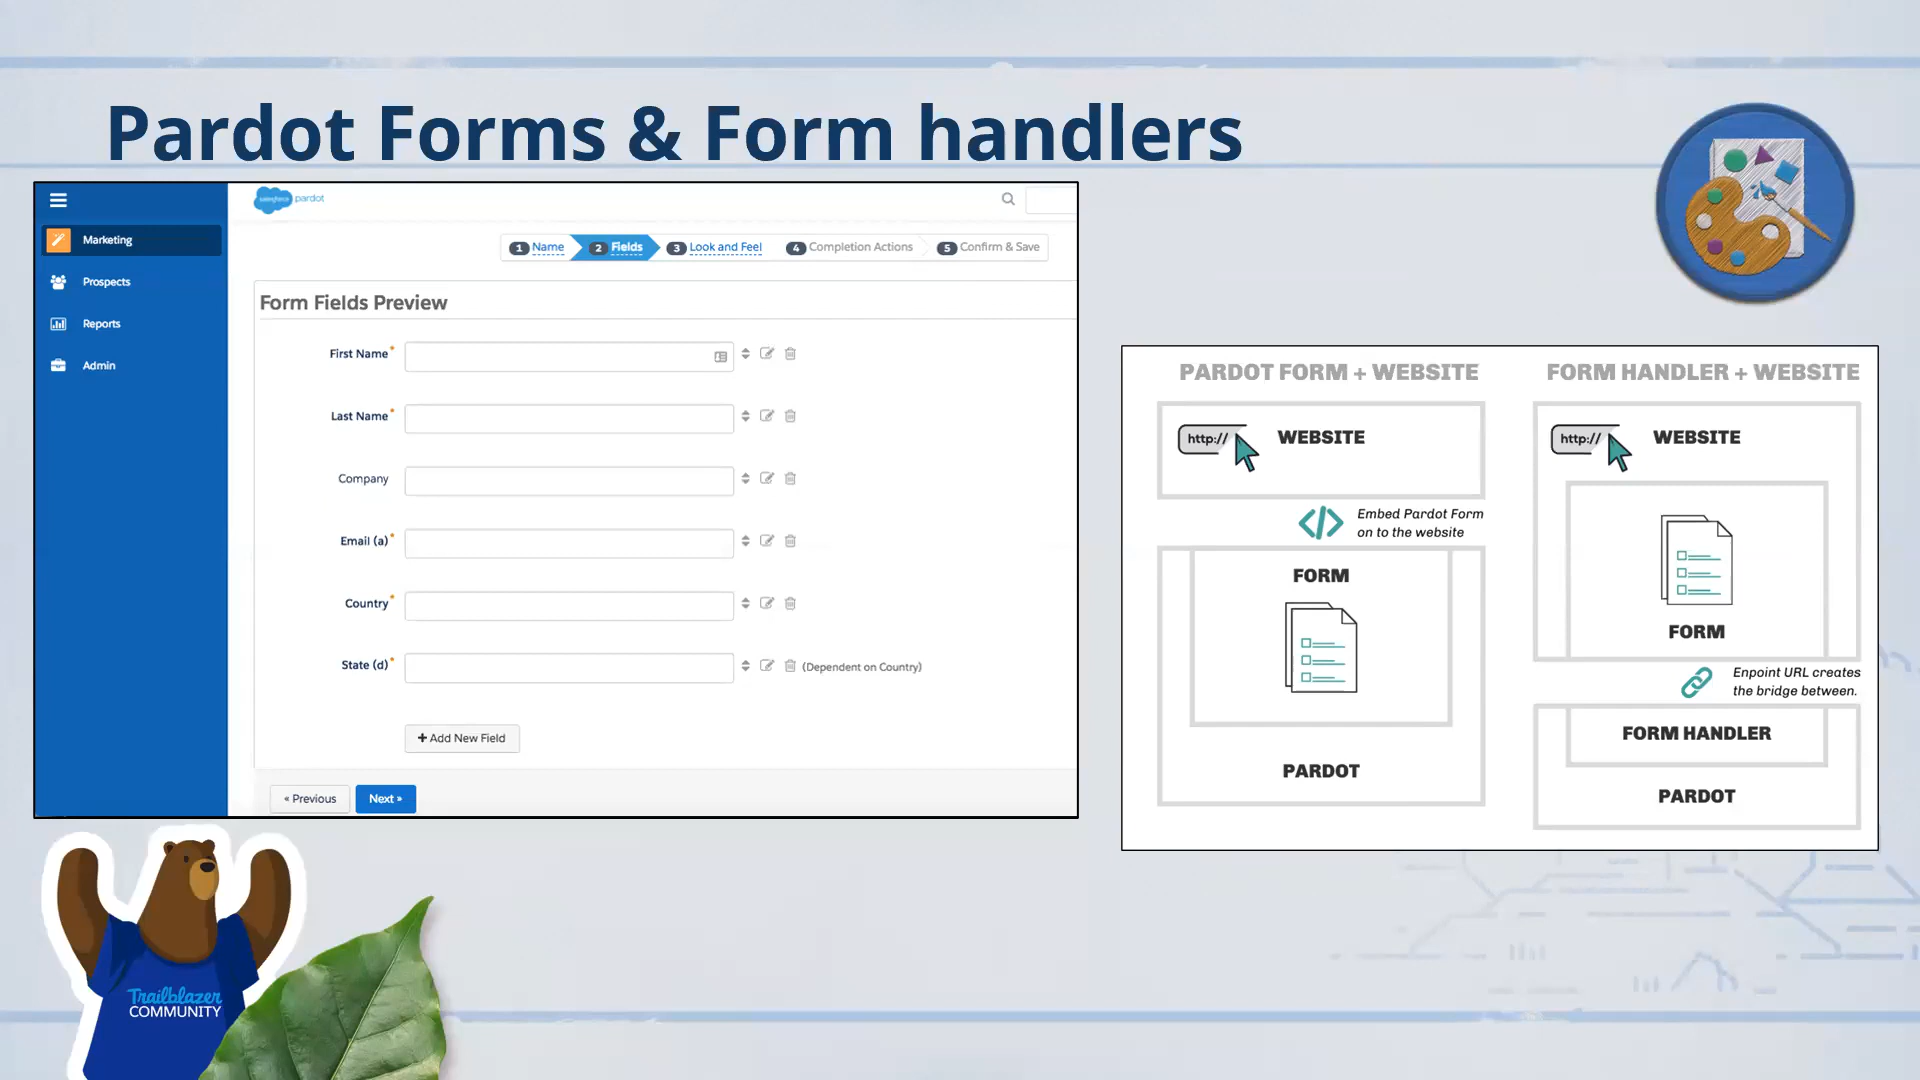 Pardot Forms & Form handlers
salesforce pardot
Marketing
Prospects
Reports
Admin
1 Name 2 Fields 3 Look and Feel 4 Completion Actions 5 Confirm & Save
Form Fields Preview
First Name *
Last Name *
Company
Email (a) *
Country *
State (d) * (Dependent on Country)
+ Add New Field
« Previous Next »
PARDOT FORM + WEBSITE
http:// WEBSITE
Embed Pardot Form
on to the website
FORM
PARDOT
FORM HANDLER + WEBSITE
http:// WEBSITE
FORM
Enpoint URL creates
the bridge between.
FORM HANDLER
PARDOT
Trailblazer
COMMUNITY